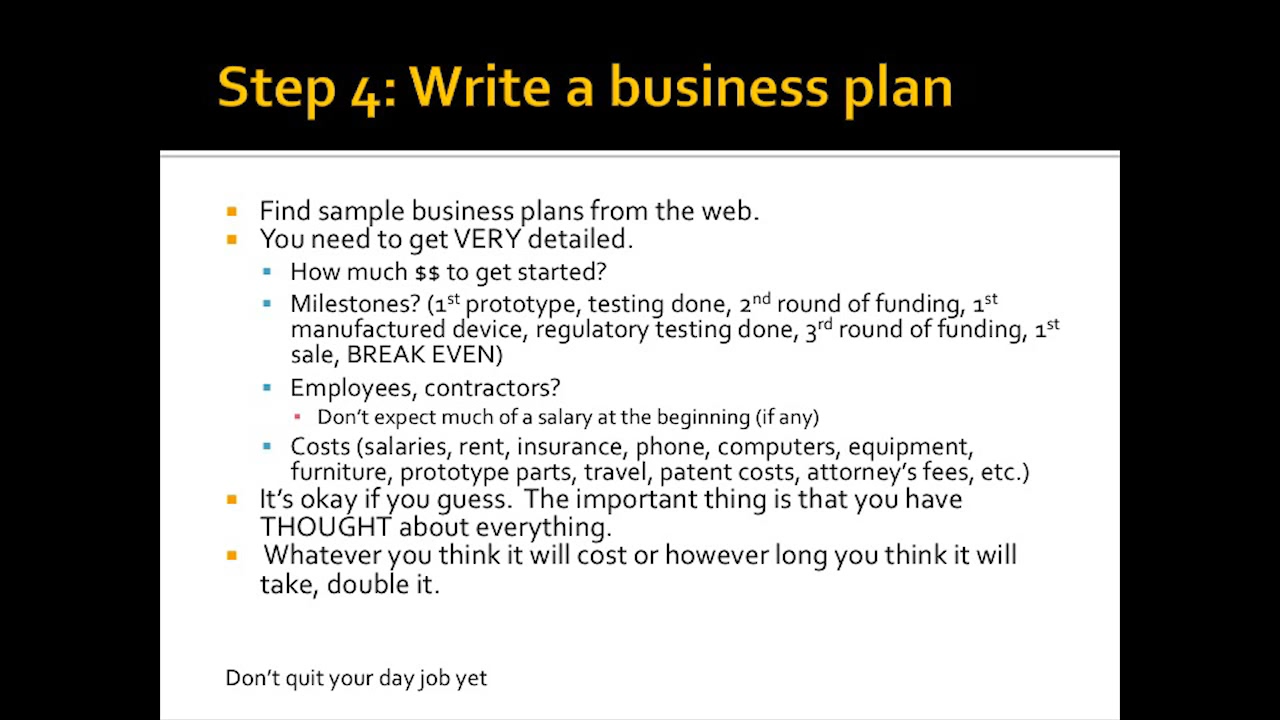 Step 4: Write a business plan
Find sample business plans from the web.
You need to get VERY detailed.
How much $$ to get started?
Milestones? (1st prototype, testing done, 2nd round of funding, 1st
manufactured device, regulatory testing done, 3rd round of funding, 1st
sale, BREAK EVEN)
Employees, contractors?
Don't expect much of a salary at the beginning (if any)
Costs (salaries, rent, insurance, phone, computers, equipment,
furniture, prototype parts, travel, patent costs, attorney's fees, etc.)
It's okay if you guess. The important thing is that you have
THOUGHT about everything.
Whatever you think it will cost or however long you think it will
take, double it.
Don't quit your day job yet